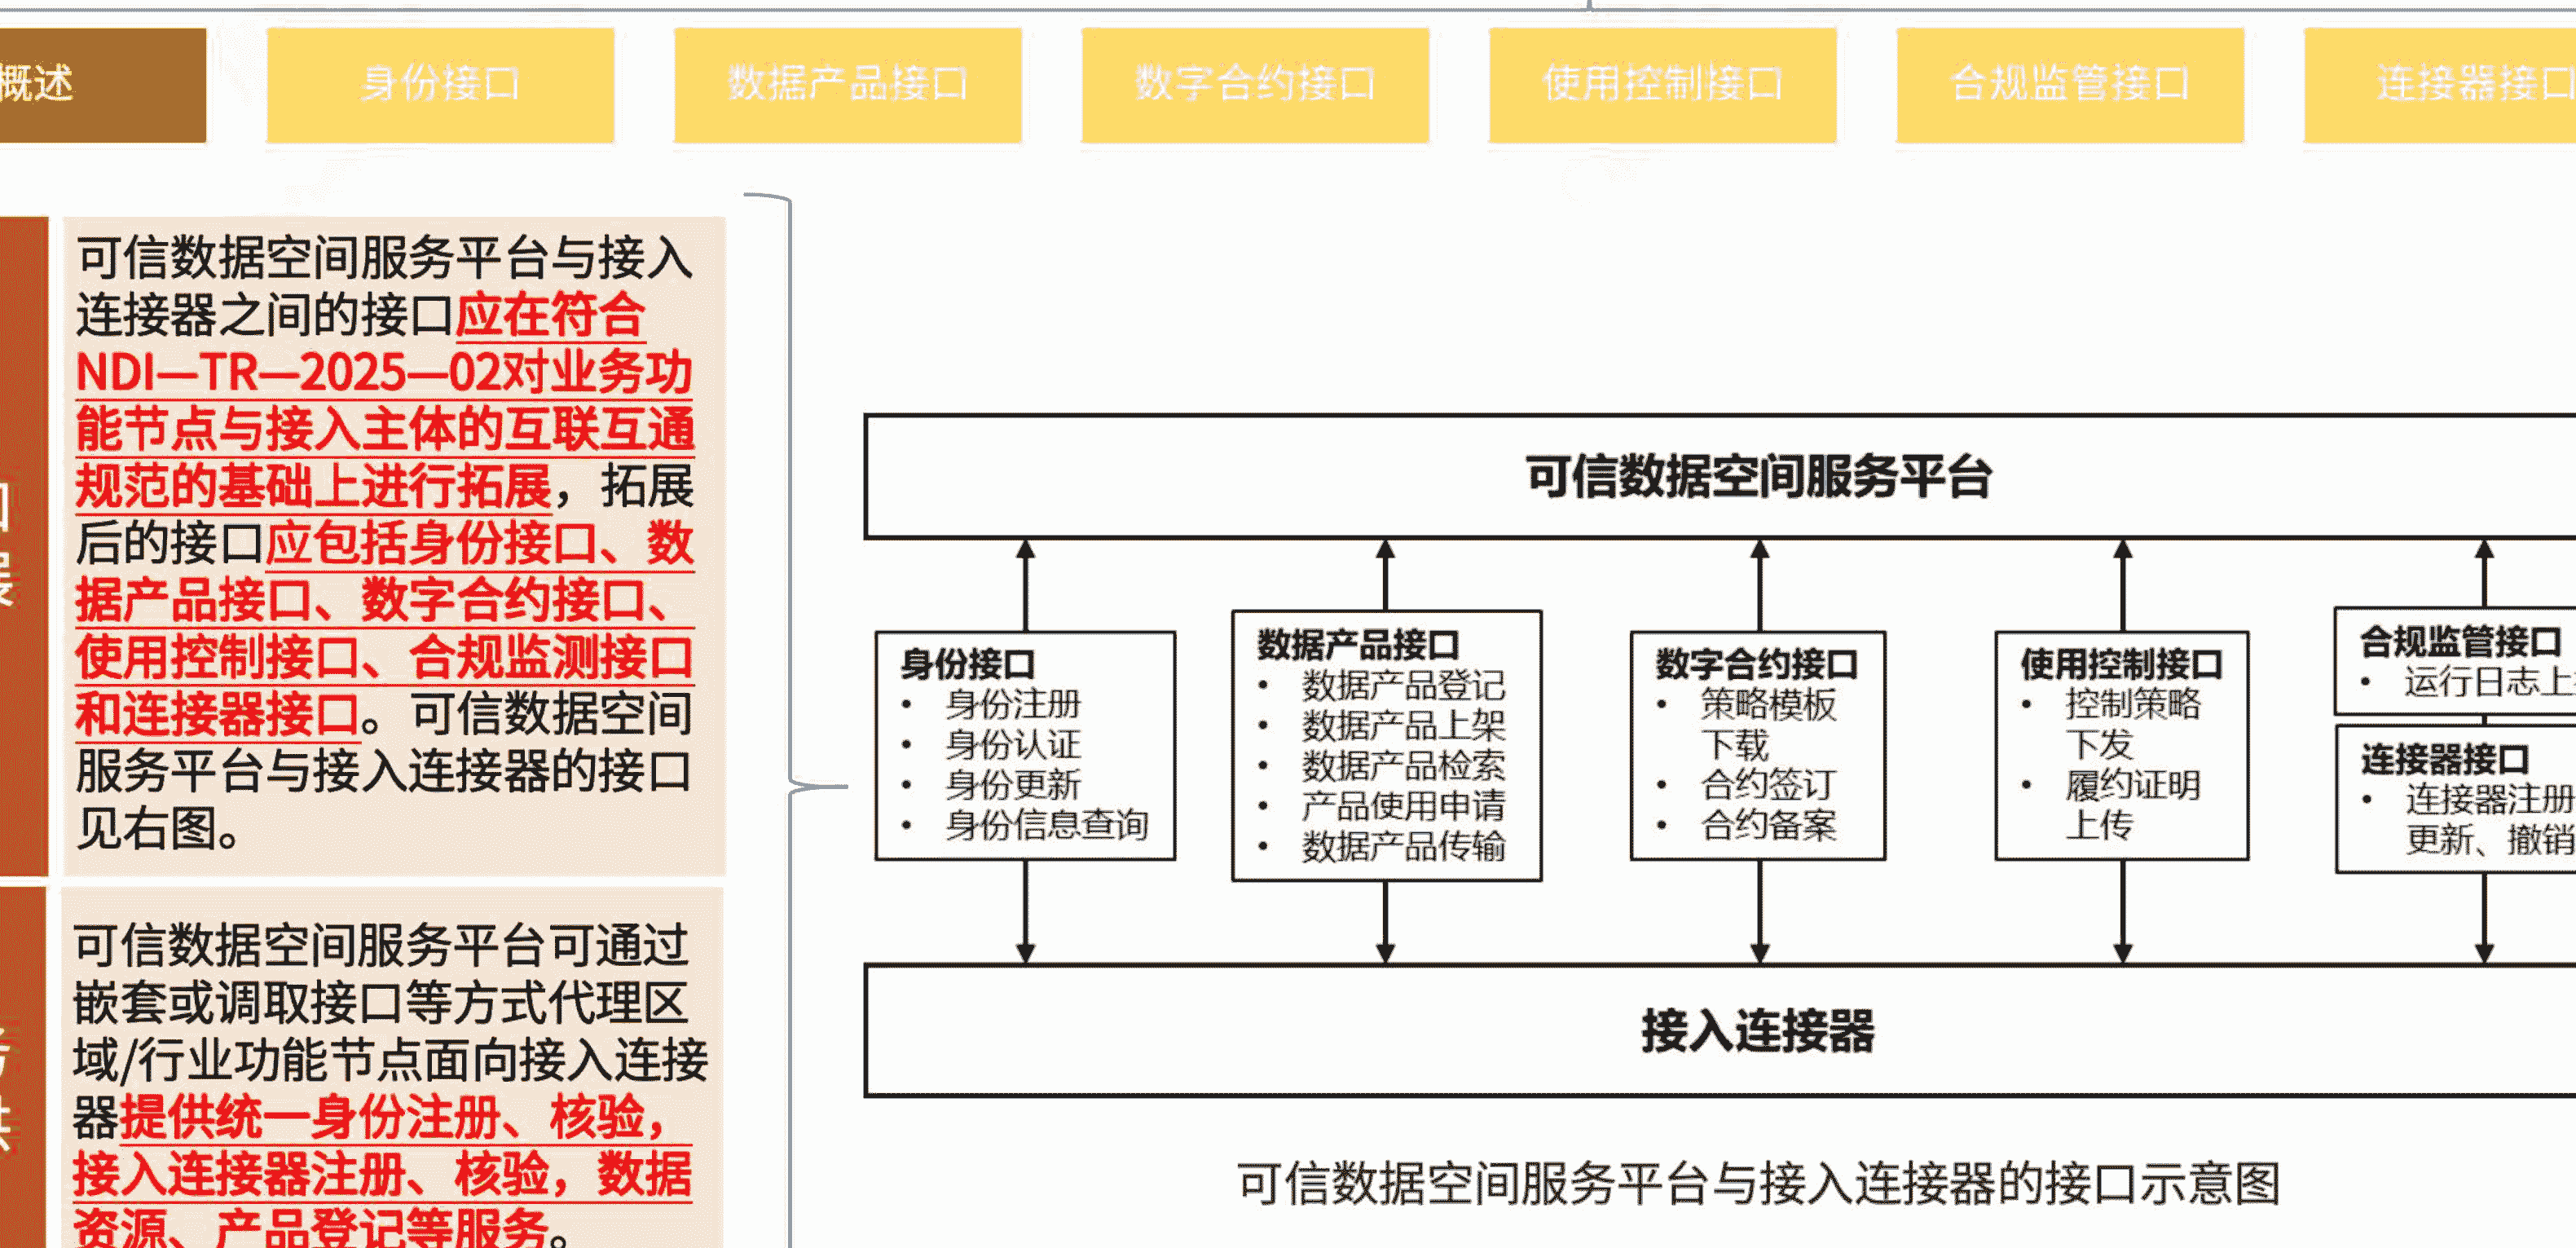 概述
身份接口
数据产品接口
数字合约接口
使用控制接口
合规监管接口
连接器接口
可信数据空间服务平台与接入
连接器之间的接口应在符合
NDI—TR—2025—02对业务功
能节点与接入主体的互联互通
规范的基础上进行拓展，拓展
后的接口应包括身份接口、数
据产品接口、数字合约接口、
使用控制接口、合规监测接口
和连接器接口。可信数据空间
服务平台与接入连接器的接口
见右图。
可信数据空间服务平台可通过
嵌套或调取接口等方式代理区
域/行业功能节点面向接入连接
器提供统一身份注册、核验，
接入连接器注册、核验，数据
资源、产品登记等服务。
可信数据空间服务平台
身份接口
• 身份注册
• 身份认证
• 身份更新
• 身份信息查询
数据产品接口
• 数据产品登记
• 数据产品上架
• 数据产品检索
• 产品使用申请
• 数据产品传输
数字合约接口
• 策略模板
下载
• 合约签订
• 合约备案
使用控制接口
• 控制策略
下发
• 履约证明
上传
合规监管接口
• 运行日志上
连接器接口
• 连接器注册
更新、撤销
接入连接器
可信数据空间服务平台与接入连接器的接口示意图